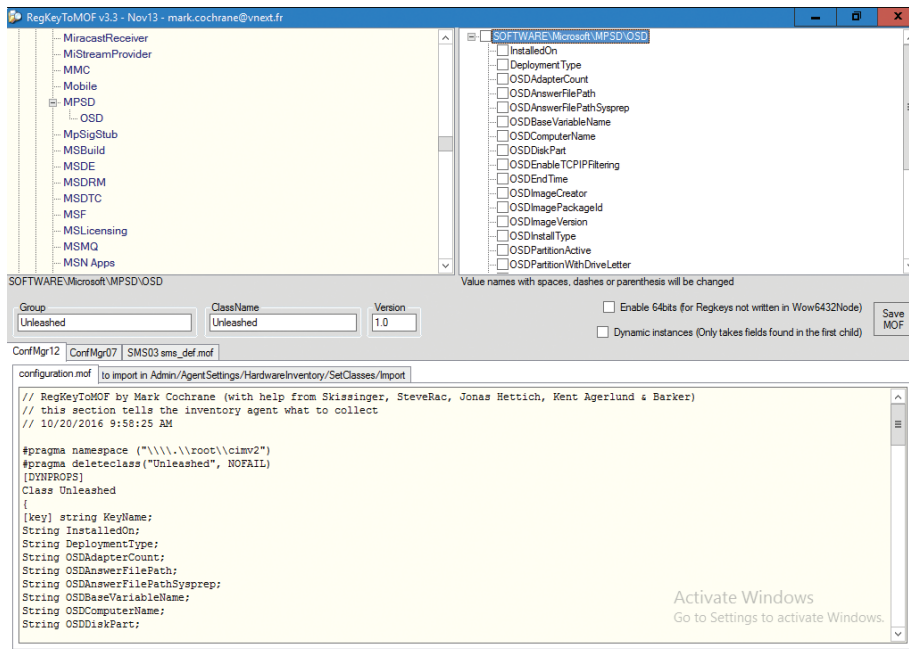 RegKeyToMOF v3.3 - Nov13 - mark.cochrane@vnext.fr
MiracastReceiver
MiStreamProvider
MMC
Mobile
MPSD
OSD
MpSigStub
MSBuild
MSDE
MSDRM
MSDTC
MSF
MSLicensing
MSMQ
MSN Apps
SOFTWARE\Microsoft\MPSD\OSD
InstalledOn
DeploymentType
OSDAdapterCount
OSDAnswerFilePath
OSDAnswerFilePathSysprep
OSDBaseVariableName
OSDComputerName
OSDDiskPart
OSDEnableTCPIPFiltering
OSDEndTime
OSDImageCreator
OSDImagePackageId
OSDImageVersion
OSDInstallType
OSDPartitionActive
OSDPartitionWithDriveLetter
SOFTWARE\Microsoft\MPSD\OSD
Value names with spaces, dashes or parenthesis will be changed
Group
Unleashed
ClassName
Unleashed
Version
1.0
Enable 64bits (for Regkeys not written in Wow6432Node)
Dynamic instances (Only takes fields found in the first child)
Save
MOF
ConfMgr12 ConfMgr07 SMS03 sms_def.mof
configuration.mof to import in Admin/AgentSettings/HardwareInventory/SetClasses/Import
// RegKeyToMOF by Mark Cochrane (with help from Skissinger, SteveRac, Jonas Hettich, Kent Agerlund & Barker)
// this section tells the inventory agent what to collect
// 10/20/2016 9:58:25 AM
#pragma namespace ("\\\\.\\root\\cimv2")
#pragma deleteclass("Unleashed", NOFAIL)
[DYNPROPS]
Class Unleashed
{
[key] string KeyName;
String InstalledOn;
String DeploymentType;
String OSDAdapterCount;
String OSDAnswerFilePath;
String OSDAnswerFilePathSysprep;
String OSDBaseVariableName;
String OSDComputerName;
String OSDDiskPart;
Activate Windows
Go to Settings to activate Windows.